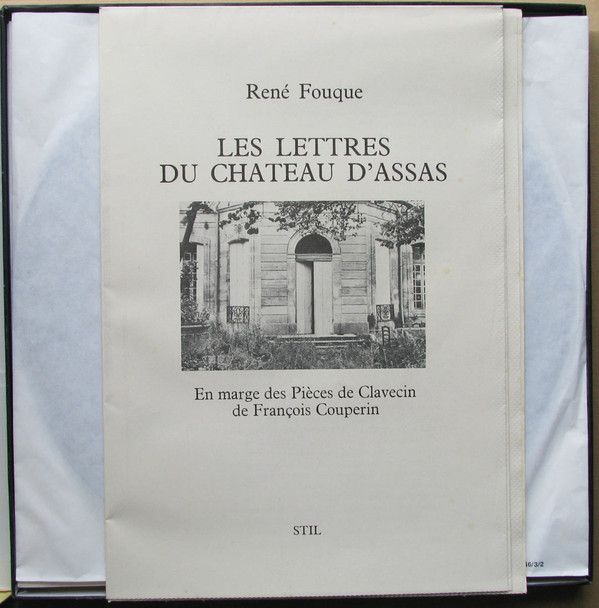 René Fouque
LES LETTRES
DU CHATEAU D'ASSAS
En marge des Pièces de Clavecin
de François Couperin
STIL